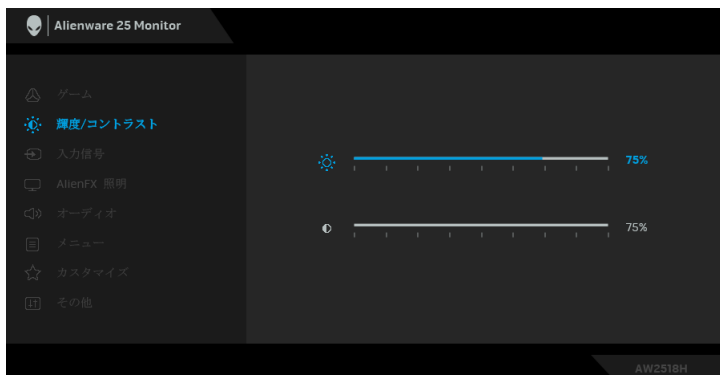 Alienware 25 Monitor
ゲーム
輝度/コントラスト
入力信号
AlienFX 照明
オーディオ
メニュー
カスタマイズ
その他
75%
75%
AW2518H